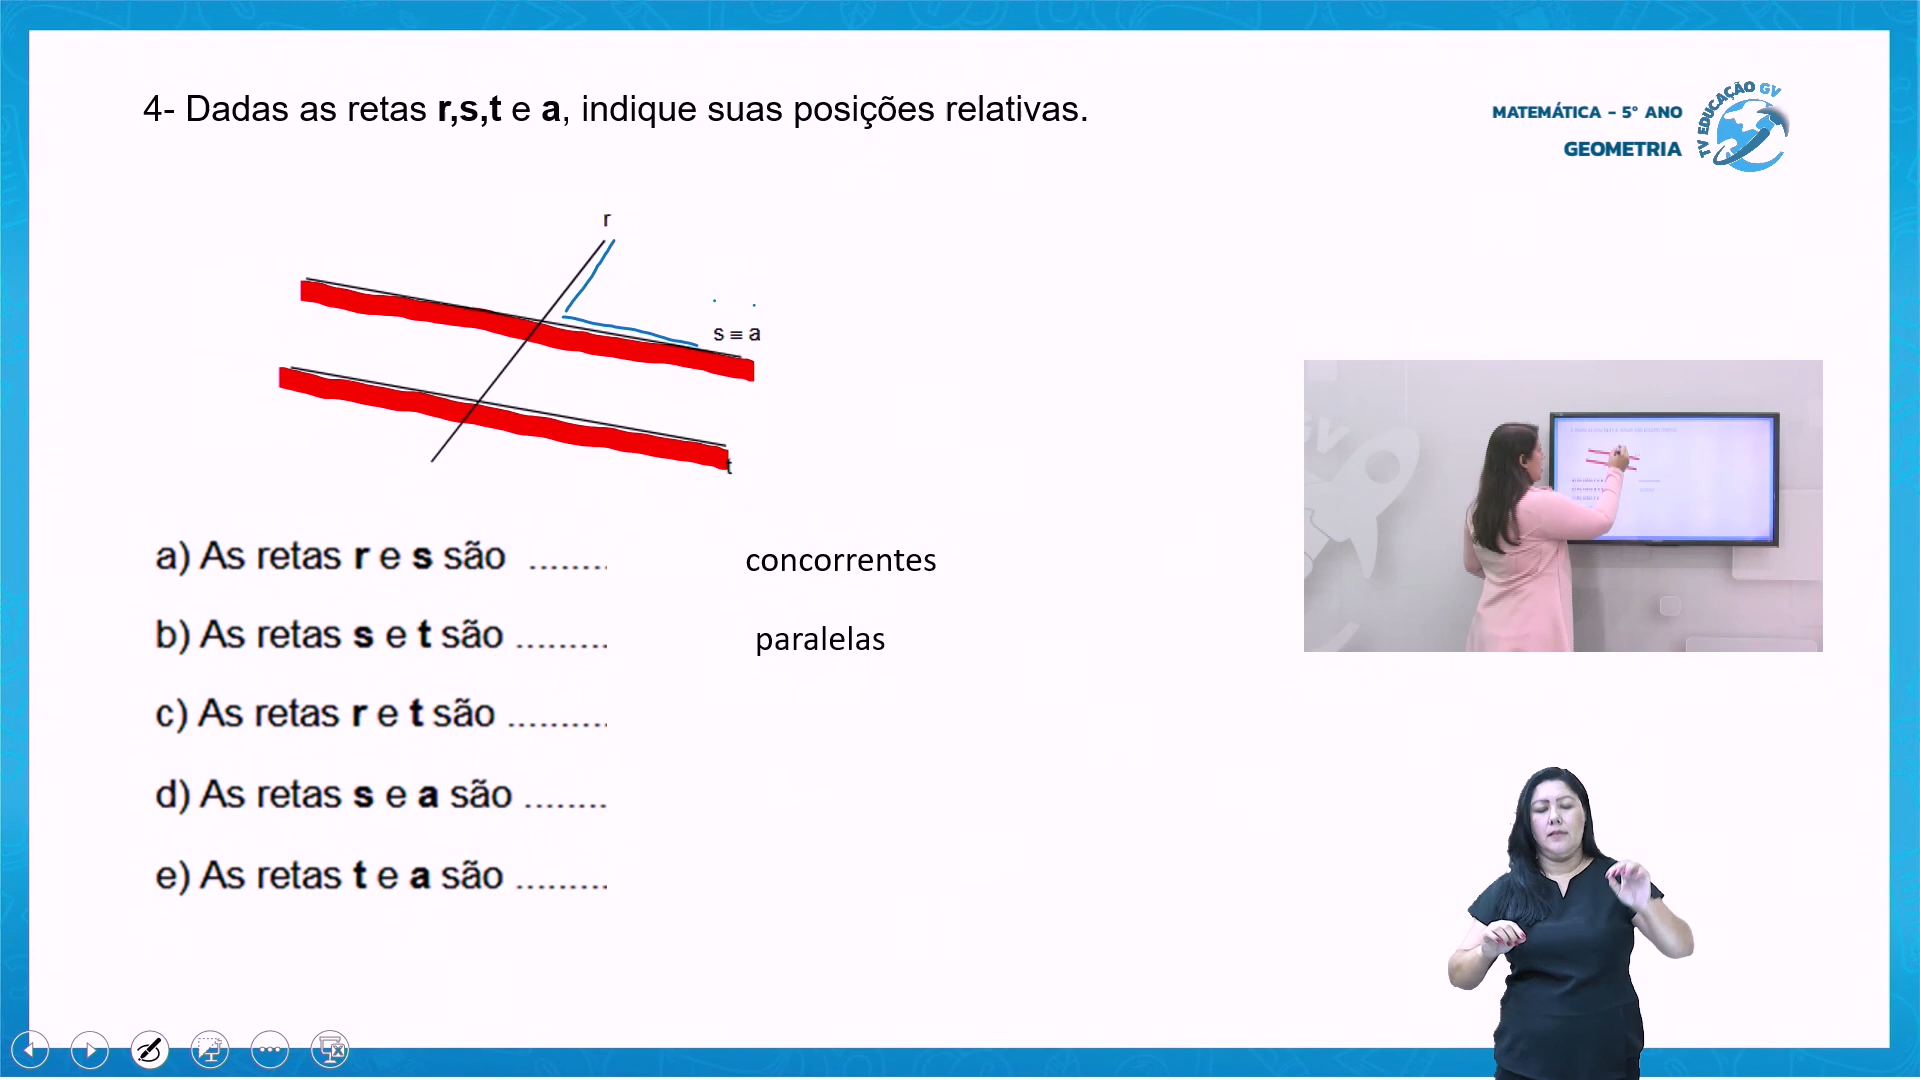 4- Dadas as retas r,s,t e a, indique suas posições relativas.
MATEMÁTICA - 5° ANO
GEOMETRIA
TV EDUCAÇÃO GV
r
s ≡ a
t
a) As retas r e s são ........ concorrentes
b) As retas s e t são ......... paralelas
c) As retas r e t são ..........
d) As retas s e a são ........
e) As retas t e a são .........
GV